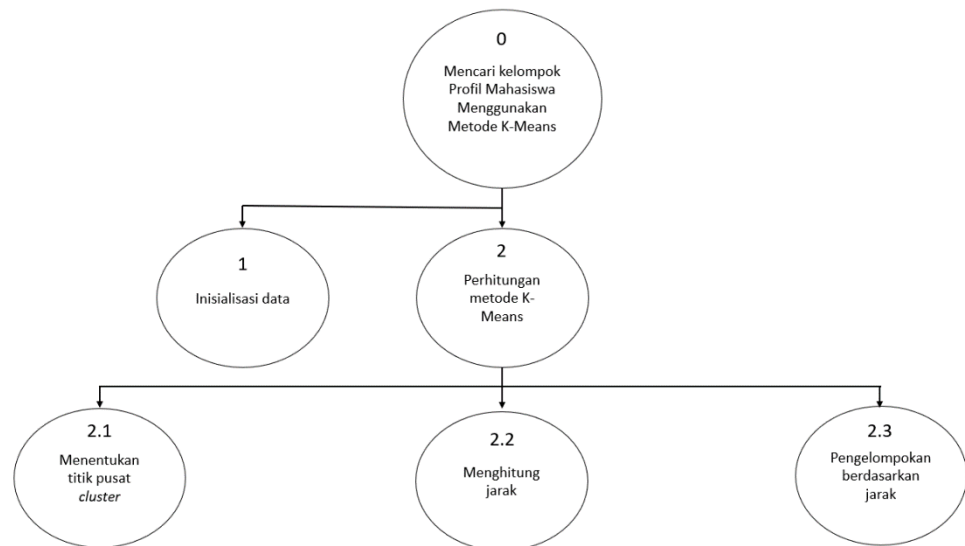 0
Mencari kelompok
Profil Mahasiswa
Menggunakan
Metode K-Means
1
Inisialisasi data
2
Perhitungan
metode K-
Means
2.1
Menentukan
titik pusat
cluster
2.2
Menghitung
jarak
2.3
Pengelompokan
berdasarkan
jarak